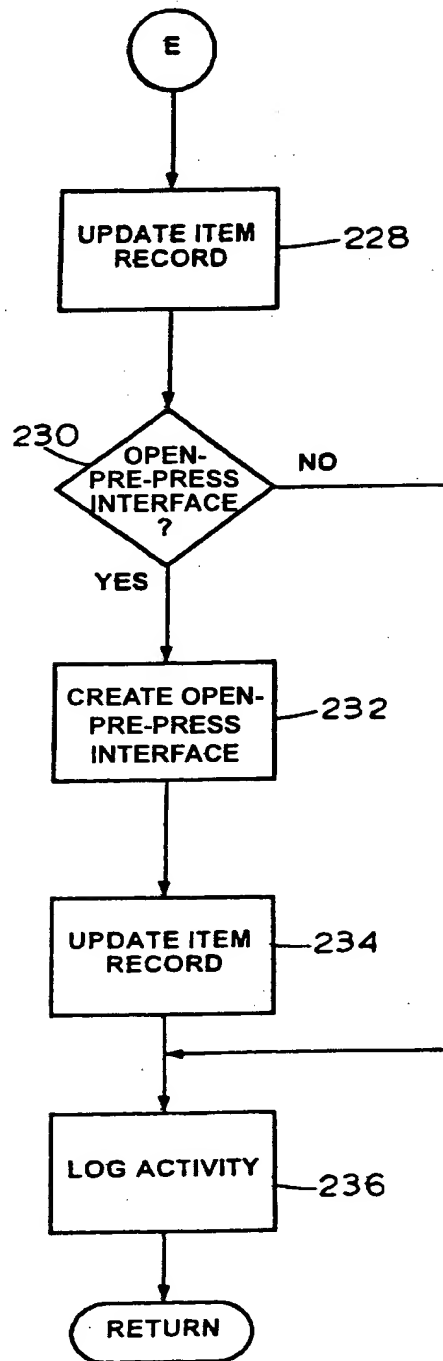 E
UPDATE ITEM
RECORD
228
230
OPEN-
PRE-PRESS
INTERFACE
?
NO
YES
CREATE OPEN-
PRE-PRESS
INTERFACE
232
UPDATE ITEM
RECORD
234
LOG ACTIVITY
236
RETURN